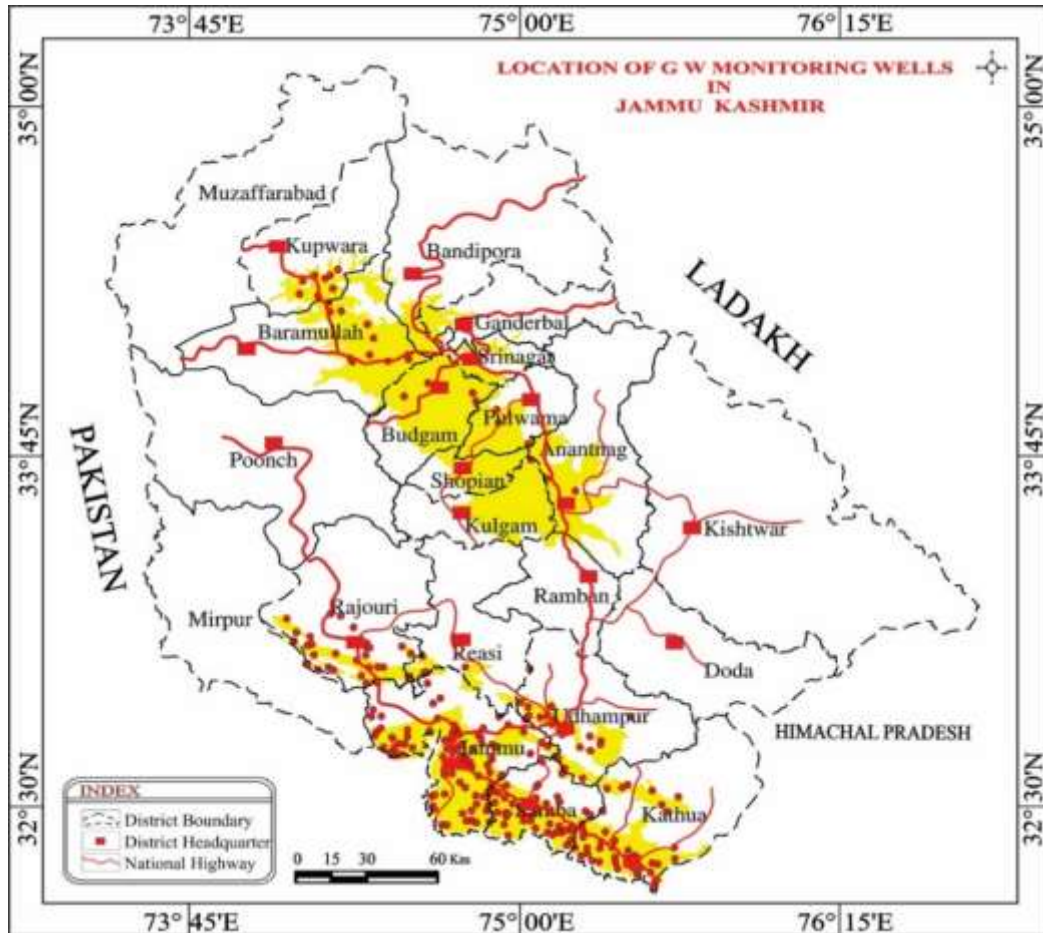 73°45'E
75°00'E
76°15'E
LOCATION OF G W MONITORING WELLS
IN
JAMMU KASHMIR
35°00'N
35°00'N
Muzaffarabad
Kupwara
Bandipora
LADAKH
Ganderbal
Baramullah
Srinagar
Pulwama
Budgam
Anantnag
33°45'N
33°45'N
PAKISTAN
Poonch
Shopian
Kulgam
Kishtwar
Ramban
Mirpur
Rajouri
Reasi
Doda
Udhampur
HIMACHAL PRADESH
Jammu
32°30'N
32°30'N
Samba
Kathua
INDEX
District Boundary
District Headquarter
National Highway
0 15 30 60 Km
73°45'E
75°00'E
76°15'E